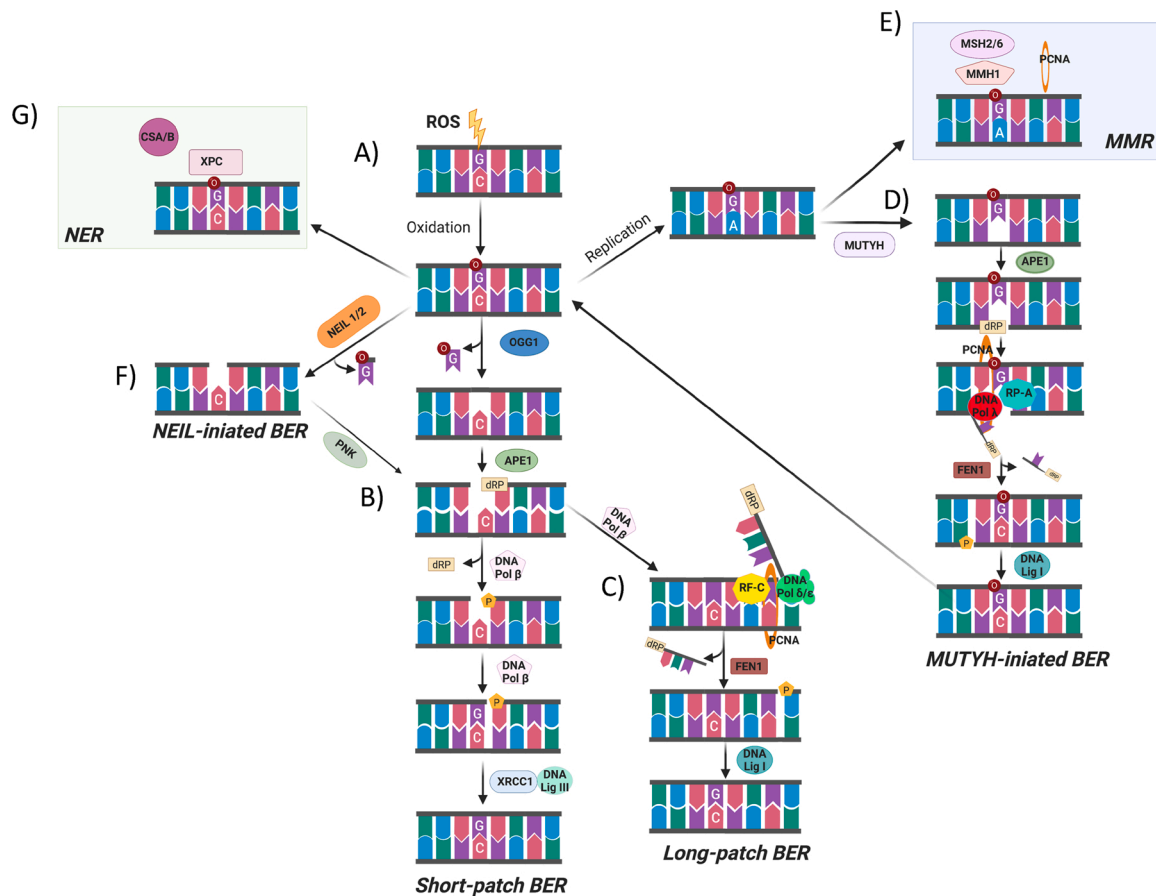 E)
MSH2/6
MMH1
PCNA
O
G
A
MMR
G)
CSA/B
XPC
O
G
C
NER
A)
ROS
G
C
Oxidation
O
G
C
Replication
O
G
A
D)
MUTYH
O
G
APE1
O
G
dRP
PCNA
O
G
RP-A
DNA
Pol λ
dRP
FEN1
dRP
O
G
C
P
DNA
Lig I
O
G
C
MUTYH-iniated BER
NEIL 1/2
O
G
F)
C
NEIL-iniated BER
PNK
OGG1
O
G
C
APE1
B)
dRP
C
DNA
Pol β
dRP
DNA
Pol β
P
C
DNA
Pol β
P
G
C
XRCC1
DNA
Lig III
G
C
Short-patch BER
C)
dRP
RF-C
DNA
Pol δ/ε
C
PCNA
dRP
FEN1
P
C
DNA
Lig I
G
C
Long-patch BER